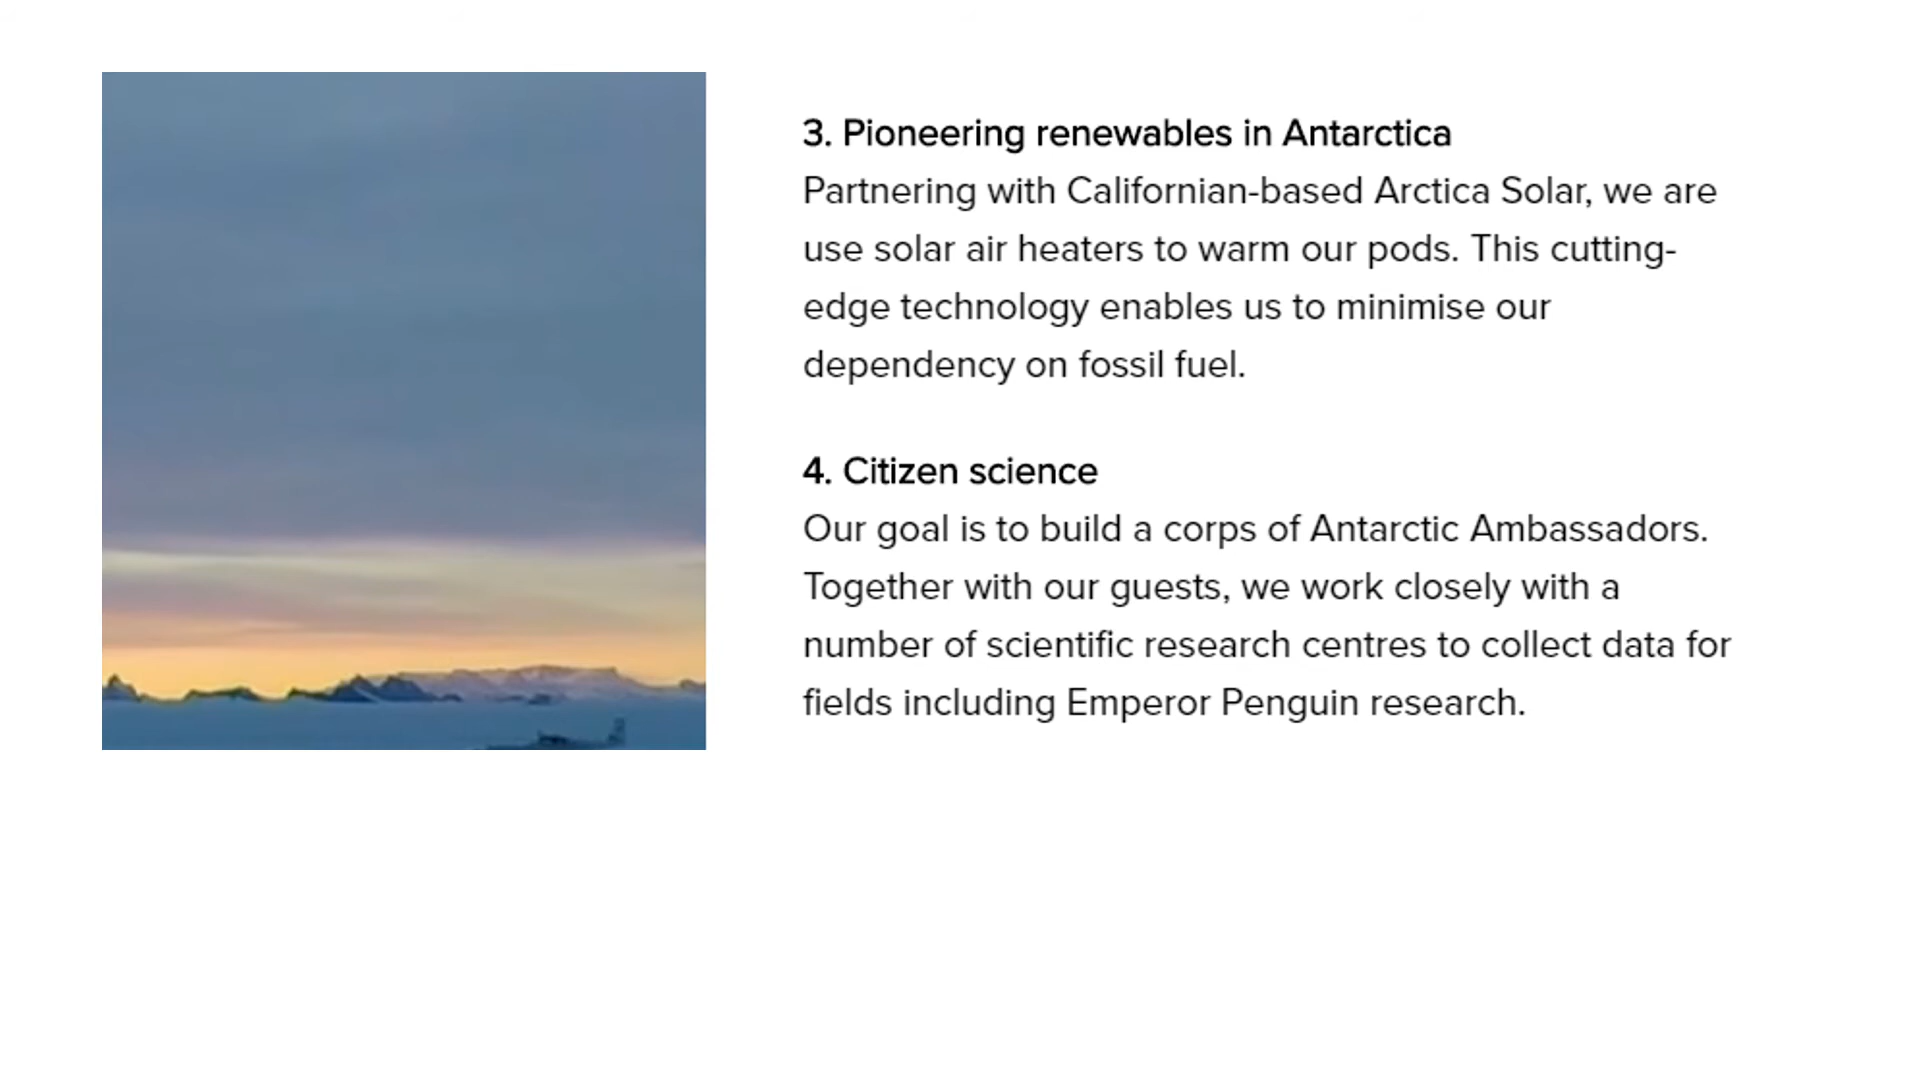 3. Pioneering renewables in Antarctica
Partnering with Californian-based Arctica Solar, we are
use solar air heaters to warm our pods. This cutting-
edge technology enables us to minimise our
dependency on fossil fuel.
4. Citizen science
Our goal is to build a corps of Antarctic Ambassadors.
Together with our guests, we work closely with a
number of scientific research centres to collect data for
fields including Emperor Penguin research.